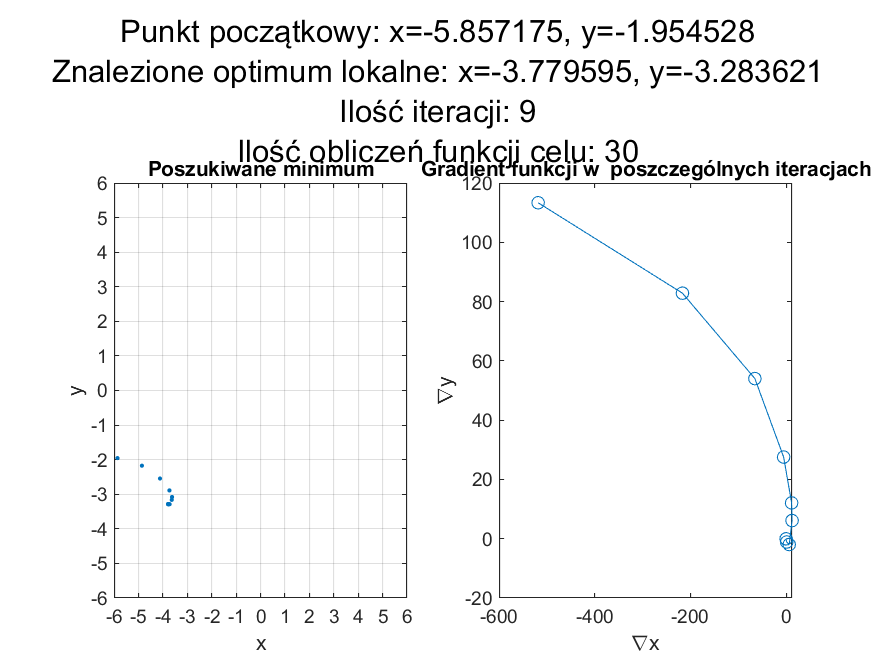 Punkt początkowy: x=-5.857175, y=-1.954528
Znalezione optimum lokalne: x=-3.779595, y=-3.283621
Ilość iteracji: 9
Ilość obliczeń funkcji celu: 30
Poszukiwane minimum
6
5
4
3
2
1
0
-1
-2
-3
-4
-5
-6
y
-6 -5 -4 -3 -2 -1 0 1 2 3 4 5 6
x
Gradient funkcji w poszczególnych iteracjach
120
100
80
60
40
20
0
-20
∇y
-600 -400 -200 0
∇x